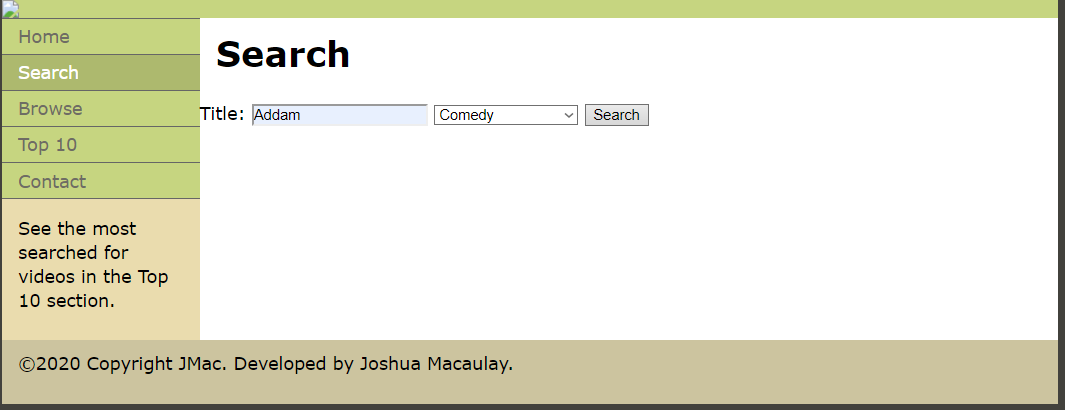 Home
Search
Browse
Top 10
Contact
See the most
searched for
videos in the Top
10 section.
Search
Title: Addam Comedy Search
©2020 Copyright JMac. Developed by Joshua Macaulay.